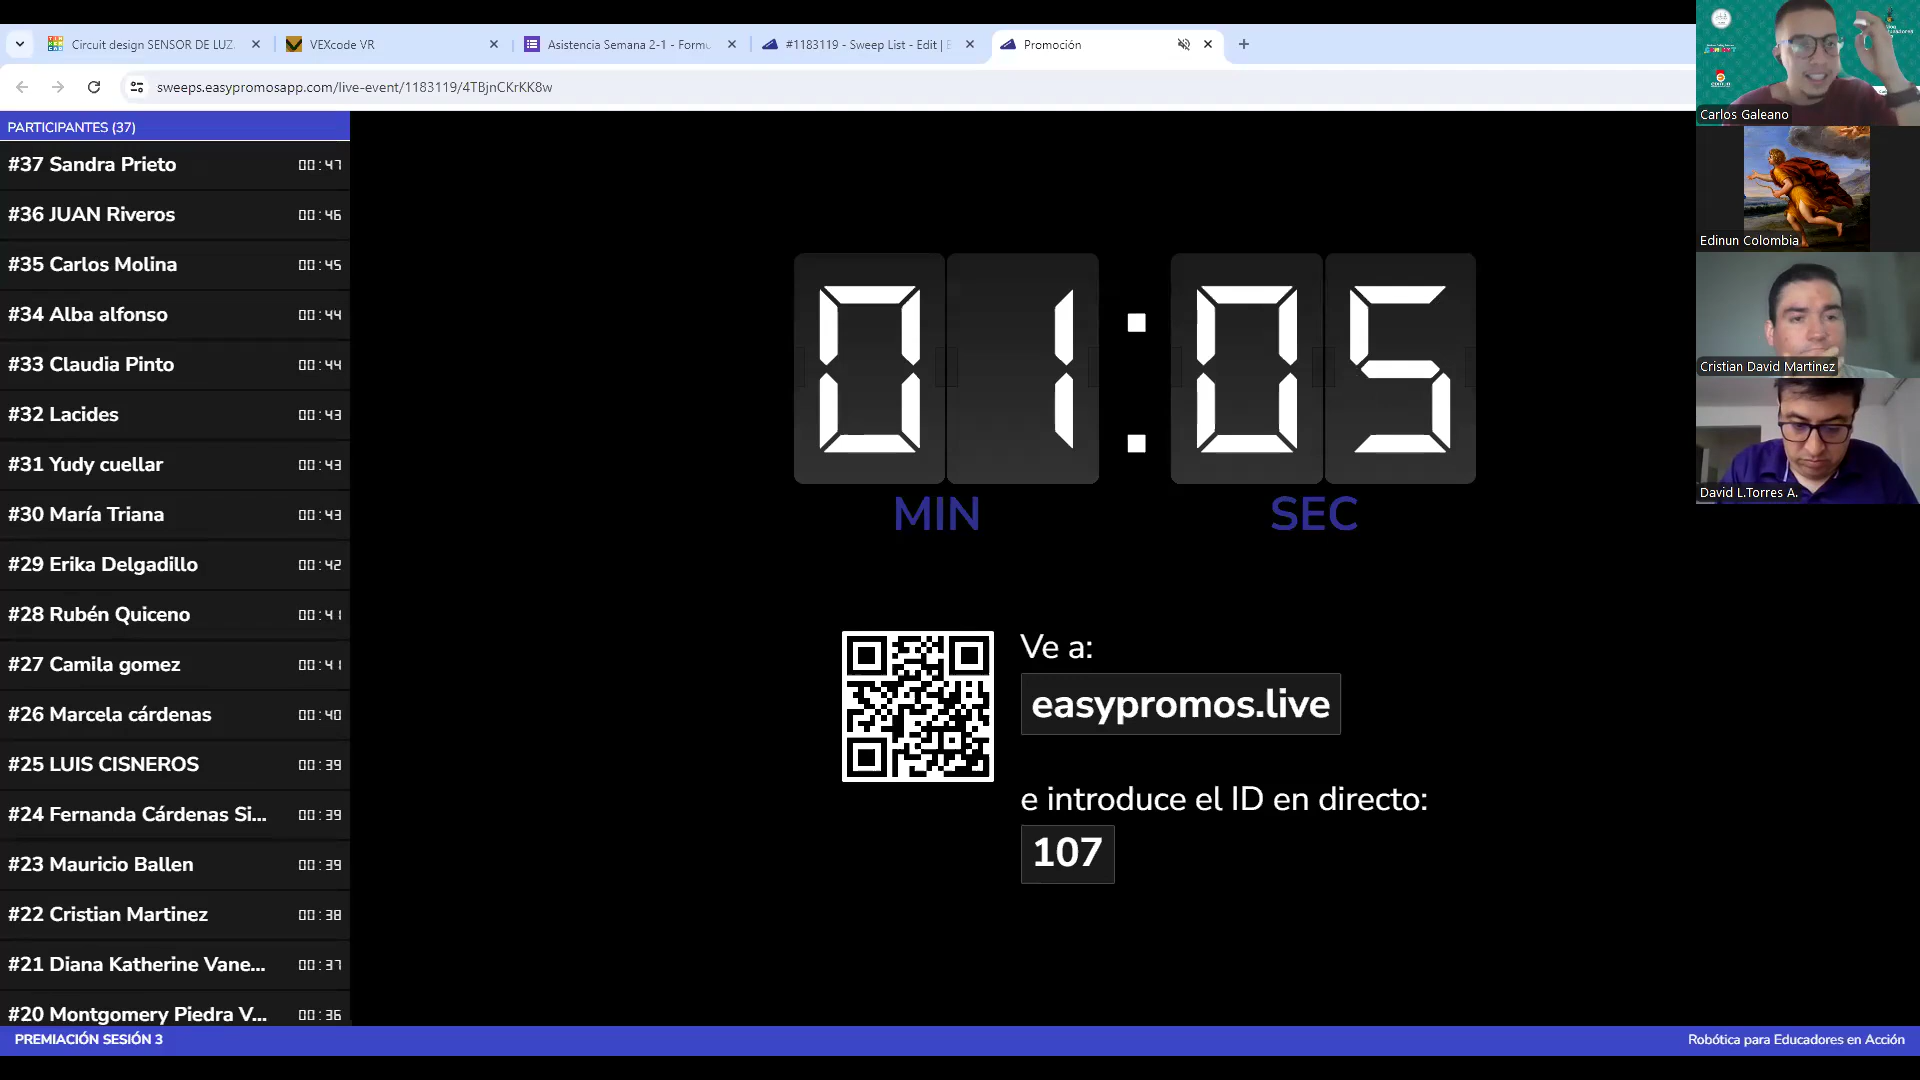 Circuit design SENSOR DE LUZ
VEXcode VR
Asistencia Semana 2-1 - Formu
#1183119 - Sweep List - Edit |
Promoción
sweeps.easypromosapp.com/live-event/1183119/4TBjnCKrKK8w
PARTICIPANTES (37)
#37 Sandra Prieto 00:47
#36 JUAN Riveros 00:46
#35 Carlos Molina 00:45
#34 Alba alfonso 00:44
#33 Claudia Pinto 00:44
#32 Lacides 00:43
#31 Yudy cuellar 00:43
#30 María Triana 00:43
#29 Erika Delgadillo 00:42
#28 Rubén Quiceno 00:41
#27 Camila gomez 00:41
#26 Marcela cárdenas 00:40
#25 LUIS CISNEROS 00:39
#24 Fernanda Cárdenas Si... 00:39
#23 Mauricio Ballen 00:39
#22 Cristian Martinez 00:38
#21 Diana Katherine Vane... 00:37
#20 Montgomery Piedra V... 00:36
01:05
MIN SEC
Ve a:
easypromos.live
e introduce el ID en directo:
107
Carlos Galeano
Edinun Colombia
Cristian David Martinez
David L.Torres A.
PREMIACIÓN SESIÓN 3
Robótica para Educadores en Acción